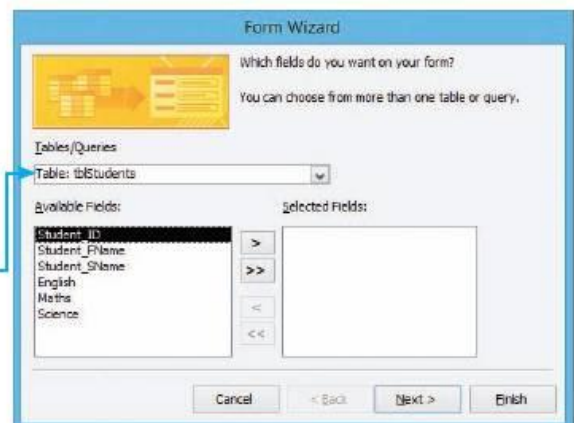 Form Wizard
Which fields do you want on your form?
You can choose from more than one table or query.
Tables/Queries
Table: tblStudents
Available Fields:
Selected Fields:
Student_ID
Student_FName
Student_SName
English
Maths
Science
>
>>
<
<<
Cancel
< Back
Next >
Finish